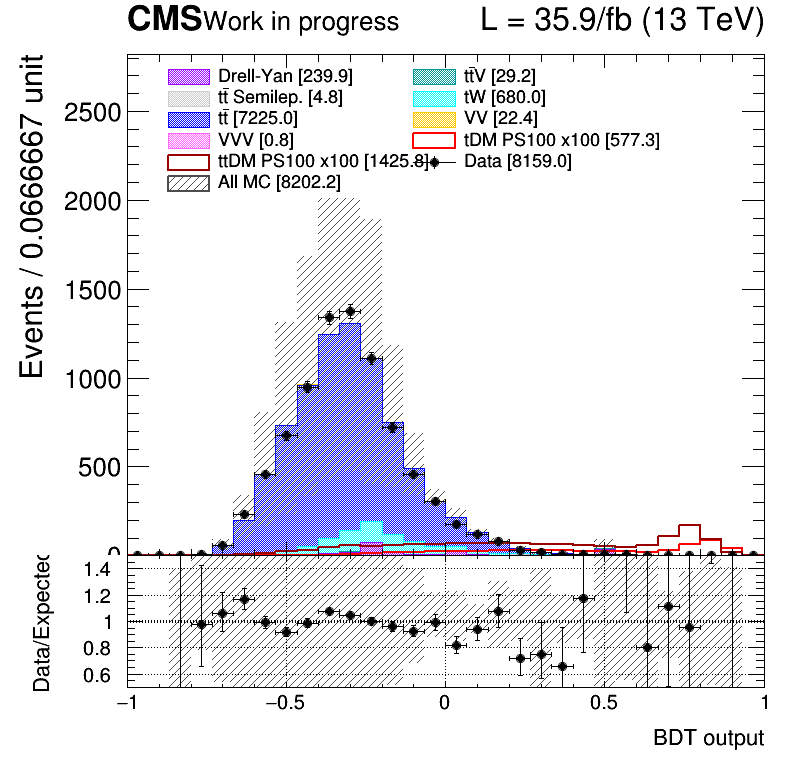 CMS Work in progress L = 35.9/fb (13 TeV)
Drell-Yan [239.9] tt̄V [29.2]
tt̄ Semilep. [4.8] tW [680.0]
tt̄ [7225.0] VV [22.4]
VVV [0.8] tDM PS100 x100 [577.3]
ttDM PS100 x100 [1425.8] Data [8159.0]
All MC [8202.2]
Events / 0.0666667 unit
2500
2000
1500
1000
500
0
Data/Expected
1.4
1.2
1
0.8
0.6
−1 −0.5 0 0.5 1
BDT output